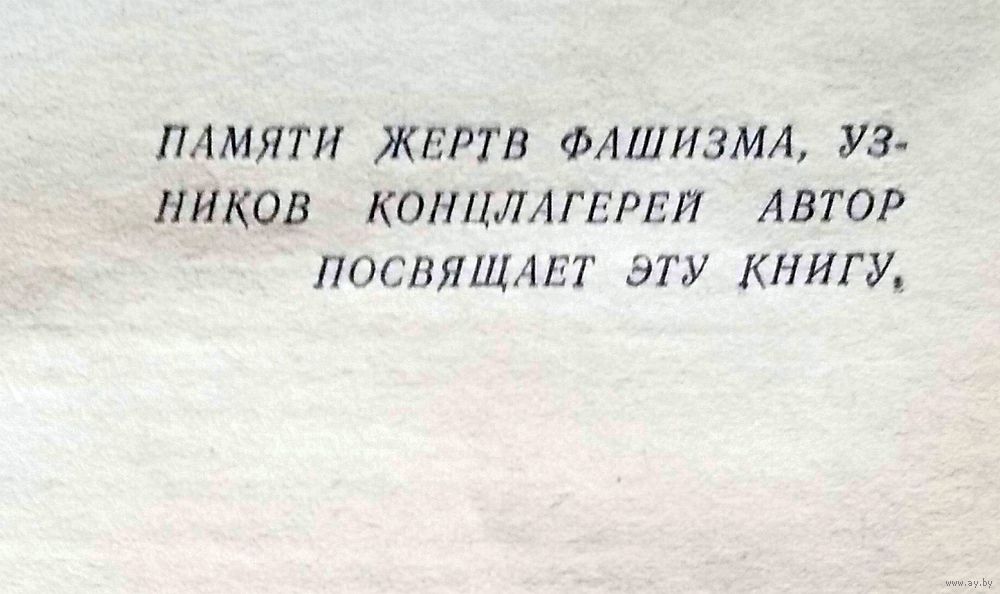 ПАМЯТИ ЖЕРТВ ФАШИЗМА, УЗ-
НИКОВ КОНЦЛАГЕРЕЙ АВТОР
ПОСВЯЩАЕТ ЭТУ КНИГУ.
www.ay.by